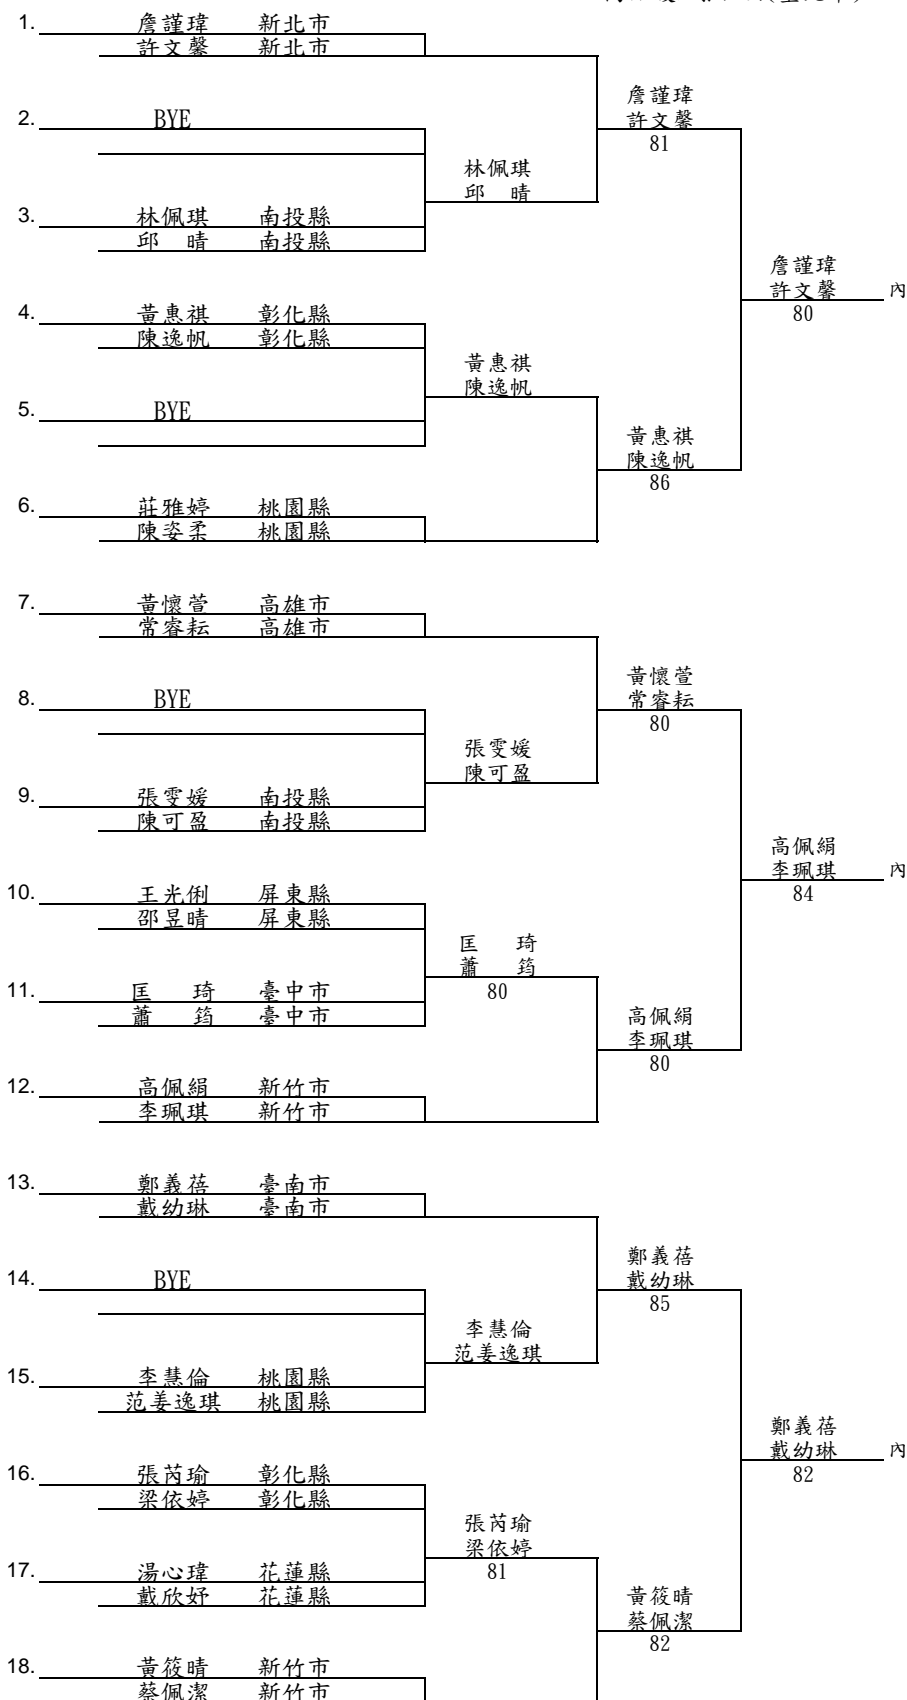 1. 詹謹瑋 新北市
許文馨 新北市
詹謹瑋
許文馨
81
2. BYE
林佩琪
邱 晴
3. 林佩琪 南投縣
邱 晴 南投縣
詹謹瑋
許文馨 內
80
4. 黃惠祺 彰化縣
陳逸帆 彰化縣
黃惠祺
陳逸帆
5. BYE
黃惠祺
陳逸帆
86
6. 莊雅婷 桃園縣
陳姿柔 桃園縣
7. 黃懷萱 高雄市
常睿耘 高雄市
黃懷萱
常睿耘
80
8. BYE
張雯媛
陳可盈
9. 張雯媛 南投縣
陳可盈 南投縣
高佩絹
李珮琪 內
84
10. 王光俐 屏東縣
邵昱晴 屏東縣
匡 琦
蕭 筠
80
11. 匡 琦 臺中市
蕭 筠 臺中市
高佩絹
李珮琪
80
12. 高佩絹 新竹市
李珮琪 新竹市
13. 鄭義蓓 臺南市
戴幼琳 臺南市
鄭義蓓
戴幼琳
85
14. BYE
李慧倫
范姜逸琪
15. 李慧倫 桃園縣
范姜逸琪 桃園縣
鄭義蓓
戴幼琳 內
82
16. 張芮瑜 彰化縣
梁依婷 彰化縣
張芮瑜
梁依婷
81
17. 湯心瑋 花蓮縣
戴欣妤 花蓮縣
黃筱晴
蔡佩潔
82
18. 黃筱晴 新竹市
蔡佩潔 新竹市